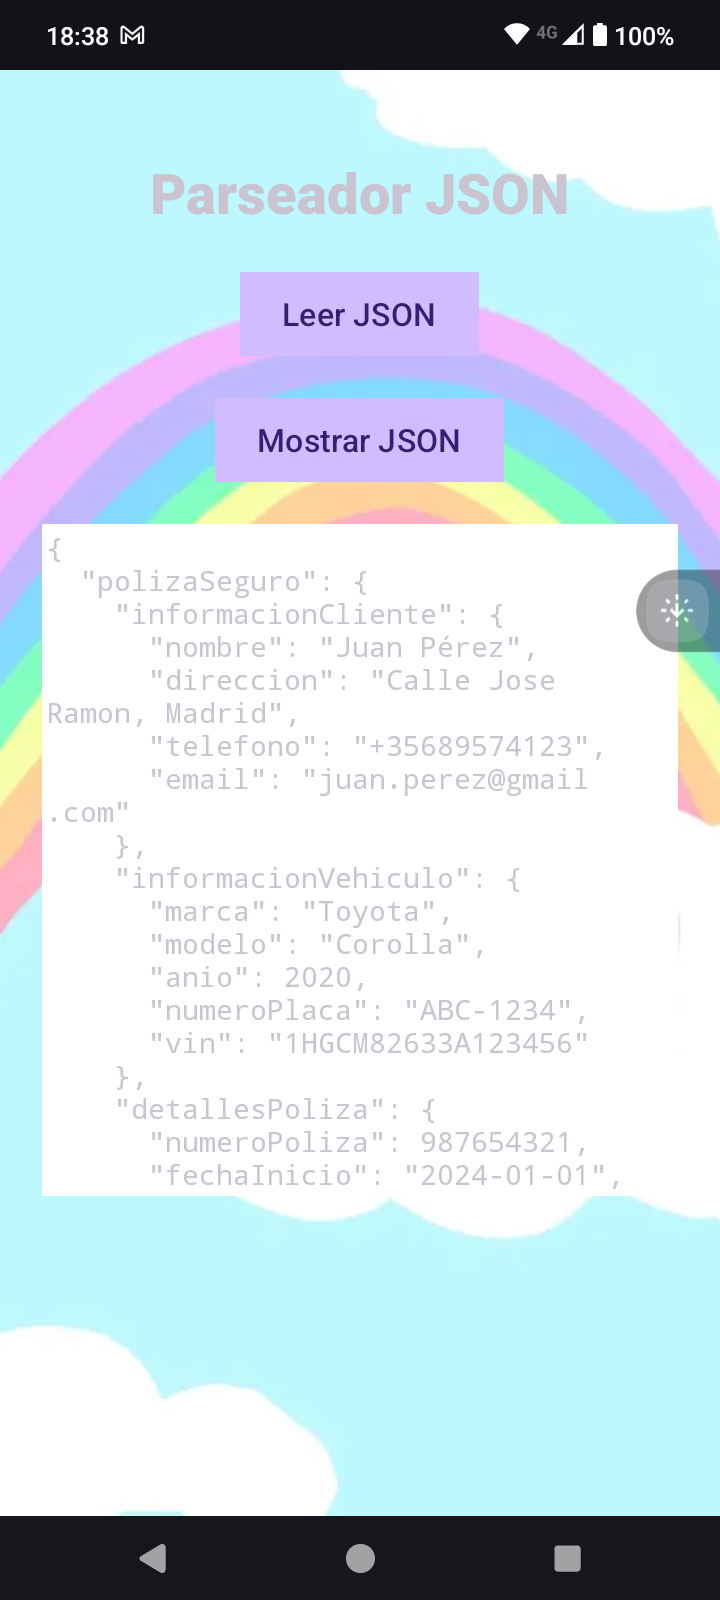 18:38 4G 100%
Parseador JSON
Leer JSON
Mostrar JSON
{
  "polizaSeguro": {
    "informacionCliente": {
      "nombre": "Juan Pérez",
      "direccion": "Calle Jose
Ramon, Madrid",
      "telefono": "+35689574123",
      "email": "juan.perez@gmail
.com"
    },
    "informacionVehiculo": {
      "marca": "Toyota",
      "modelo": "Corolla",
      "anio": 2020,
      "numeroPlaca": "ABC-1234",
      "vin": "1HGCM82633A123456"
    },
    "detallesPoliza": {
      "numeroPoliza": 987654321,
      "fechaInicio": "2024-01-01",